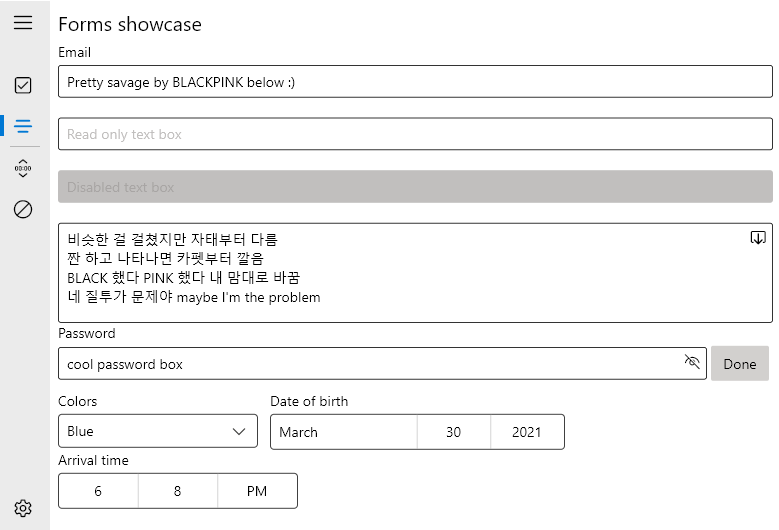 Forms showcase
Email
Pretty savage by BLACKPINK below :)
Read only text box
Disabled text box
비슷한 걸 걸쳤지만 자태부터 다름
짠 하고 나타나면 카펫부터 깔음
BLACK 했다 PINK 했다 내 맘대로 바꿈
네 질투가 문제야 maybe I'm the problem
Password
cool password box
Done
Colors
Date of birth
Blue
March 30 2021
Arrival time
6 8 PM
00:00